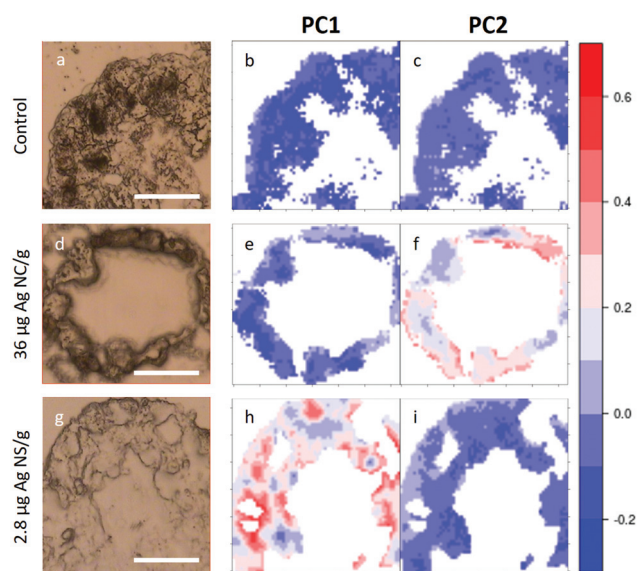 PC1 PC2
Control
a b c
0.6
0.4
36 µg Ag NC/g
d e f
0.2
0.0
2.8 µg Ag NS/g
g h i
-0.2